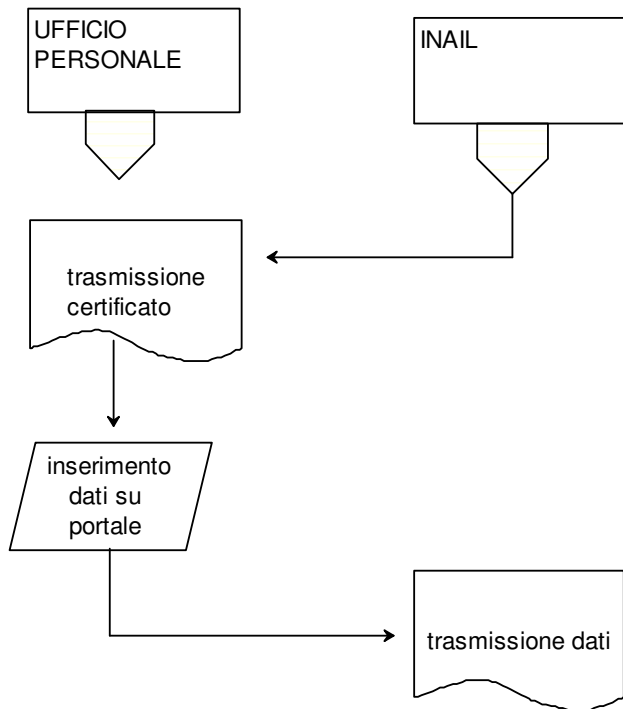 UFFICIO
PERSONALE
INAIL
trasmissione
certificato
inserimento
dati su
portale
trasmissione dati